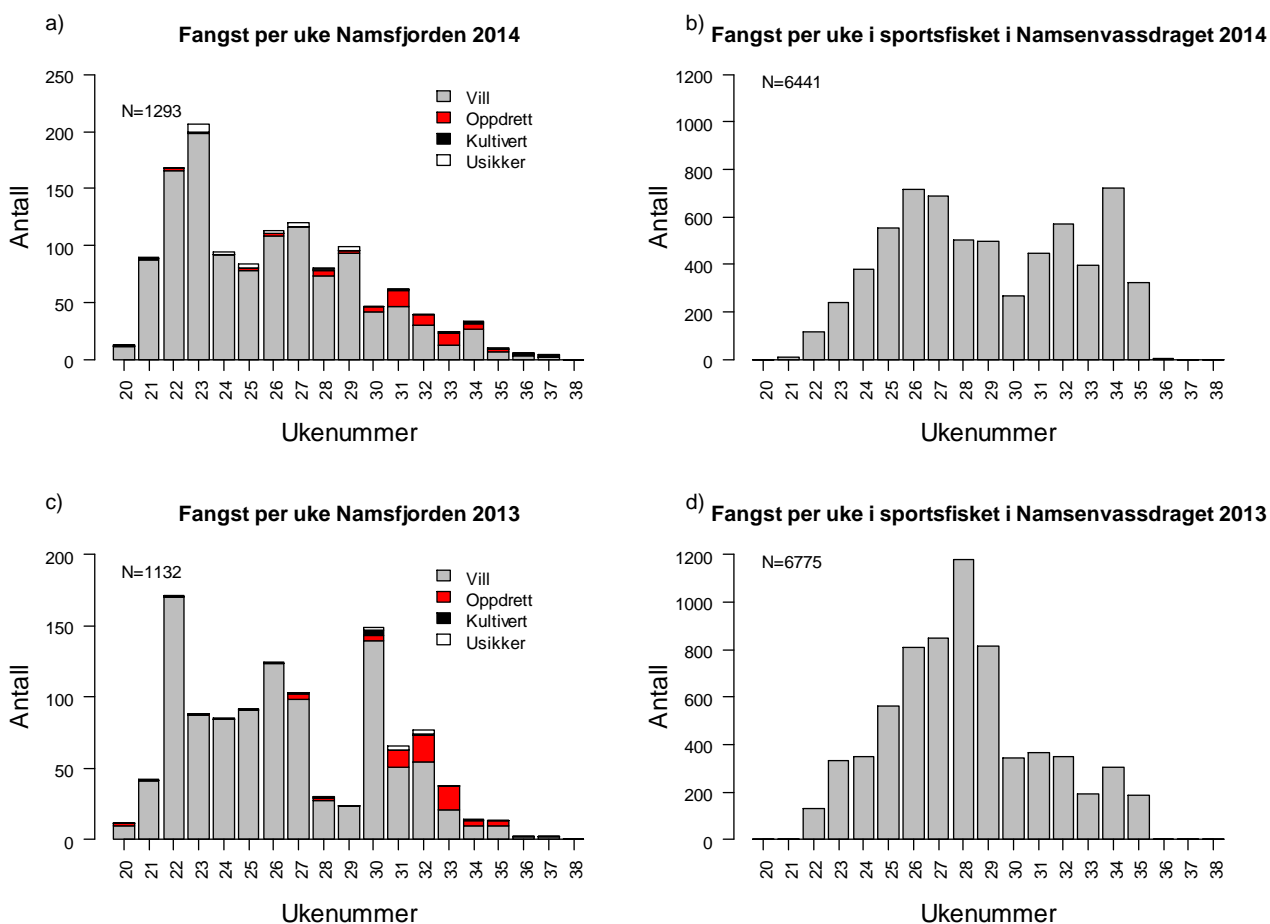 a)
Fangst per uke Namsfjorden 2014
N=1293
Vill
Oppdrett
Kultivert
Usikker
250
200
150
100
50
0
Antall
20 21 22 23 24 25 26 27 28 29 30 31 32 33 34 35 36 37 38
Ukenummer
b)
Fangst per uke i sportsfisket i Namsenvassdraget 2014
N=6441
1200
1000
800
600
400
200
0
Antall
20 21 22 23 24 25 26 27 28 29 30 31 32 33 34 35 36 37 38
Ukenummer
c)
Fangst per uke Namsfjorden 2013
N=1132
Vill
Oppdrett
Kultivert
Usikker
200
150
100
50
0
Antall
20 21 22 23 24 25 26 27 28 29 30 31 32 33 34 35 36 37 38
Ukenummer
d)
Fangst per uke i sportsfisket i Namsenvassdraget 2013
N=6775
1200
1000
800
600
400
200
0
Antall
20 21 22 23 24 25 26 27 28 29 30 31 32 33 34 35 36 37 38
Ukenummer